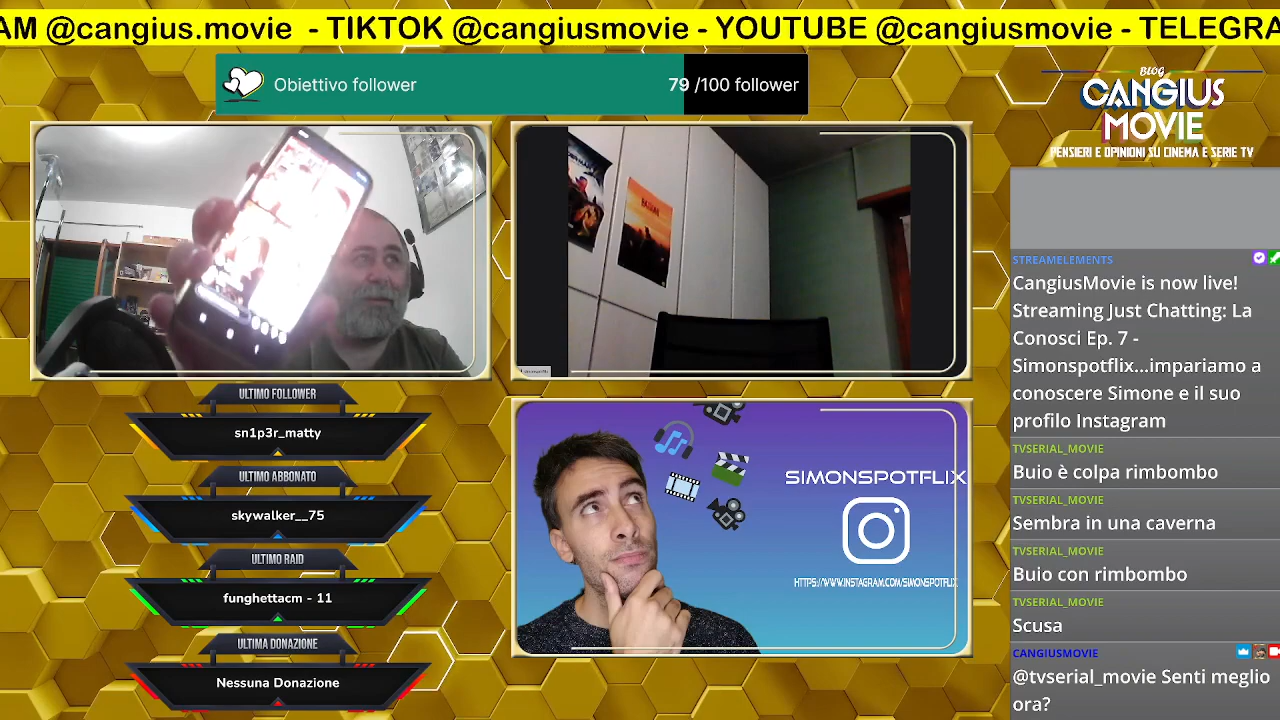 AM @cangius.movie - TIKTOK @cangiusmovie - YOUTUBE @cangiusmovie - TELEGRA
Obiettivo follower
79 /100 follower
BLOG
CANGIUS
MOVIE
PENSIERI E OPINIONI SU CINEMA E SERIE TV
ULTIMO FOLLOWER
sn1p3r_matty
ULTIMO ABBONATO
skywalker__75
ULTIMO RAID
funghettacm - 11
ULTIMA DONAZIONE
Nessuna Donazione
SIMONSPOTFLIX
HTTPS://WWW.INSTAGRAM.COM/SIMONSPOTFLIX
STREAMELEMENTS
CangiusMovie is now live!
Streaming Just Chatting: La
Conosci Ep. 7 -
Simonspotflix...impariamo a
conoscere Simone e il suo
profilo Instagram
TVSERIAL_MOVIE
Buio è colpa rimbombo
TVSERIAL_MOVIE
Sembra in una caverna
TVSERIAL_MOVIE
Buio con rimbombo
TVSERIAL_MOVIE
Scusa
CANGIUSMOVIE
@tvserial_movie Senti meglio
ora?